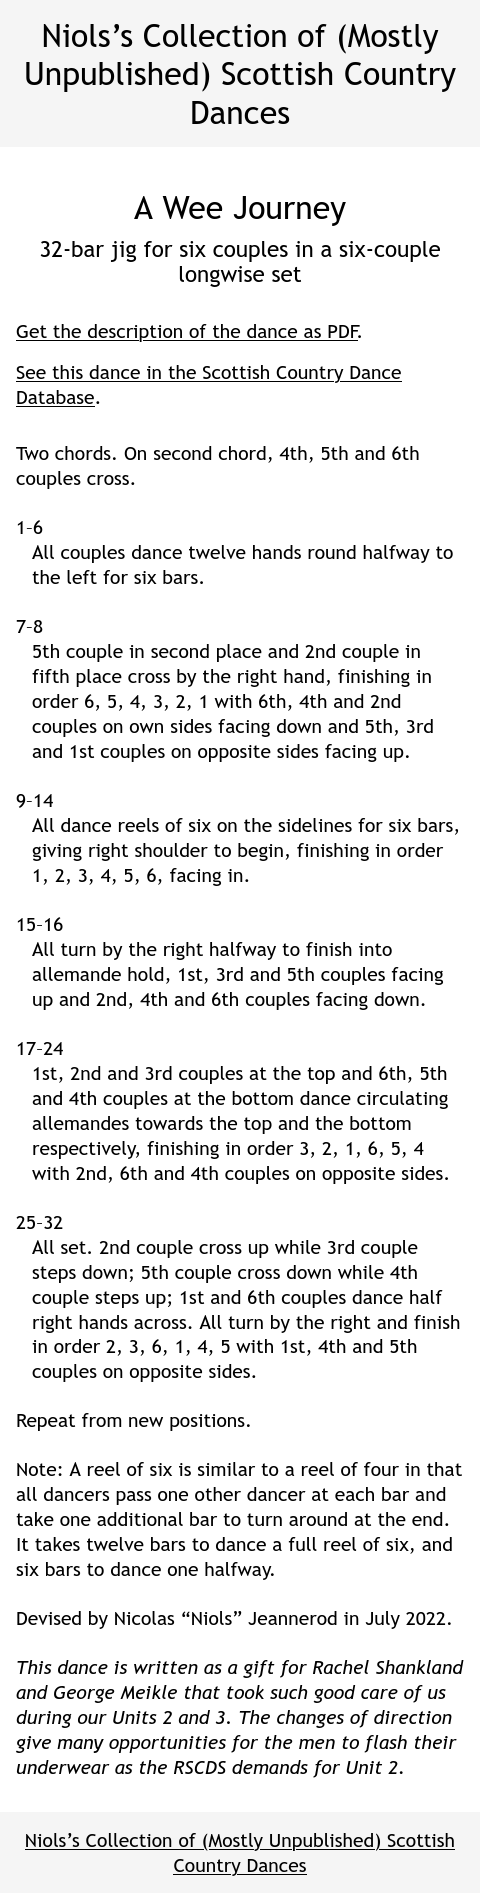 Niols’s Collection of (Mostly
Unpublished) Scottish Country
Dances
A Wee Journey
32-bar jig for six couples in a six-couple
longwise set
Get the description of the dance as PDF.
See this dance in the Scottish Country Dance
Database.
Two chords. On second chord, 4th, 5th and 6th
couples cross.
1–6
All couples dance twelve hands round halfway to
the left for six bars.
7–8
5th couple in second place and 2nd couple in
fifth place cross by the right hand, finishing in
order 6, 5, 4, 3, 2, 1 with 6th, 4th and 2nd
couples on own sides facing down and 5th, 3rd
and 1st couples on opposite sides facing up.
9–14
All dance reels of six on the sidelines for six bars,
giving right shoulder to begin, finishing in order
1, 2, 3, 4, 5, 6, facing in.
15–16
All turn by the right halfway to finish into
allemande hold, 1st, 3rd and 5th couples facing
up and 2nd, 4th and 6th couples facing down.
17–24
1st, 2nd and 3rd couples at the top and 6th, 5th
and 4th couples at the bottom dance circulating
allemandes towards the top and the bottom
respectively, finishing in order 3, 2, 1, 6, 5, 4
with 2nd, 6th and 4th couples on opposite sides.
25–32
All set. 2nd couple cross up while 3rd couple
steps down; 5th couple cross down while 4th
couple steps up; 1st and 6th couples dance half
right hands across. All turn by the right and finish
in order 2, 3, 6, 1, 4, 5 with 1st, 4th and 5th
couples on opposite sides.
Repeat from new positions.
Note: A reel of six is similar to a reel of four in that
all dancers pass one other dancer at each bar and
take one additional bar to turn around at the end.
It takes twelve bars to dance a full reel of six, and
six bars to dance one halfway.
Devised by Nicolas “Niols” Jeannerod in July 2022.
This dance is written as a gift for Rachel Shankland
and George Meikle that took such good care of us
during our Units 2 and 3. The changes of direction
give many opportunities for the men to flash their
underwear as the RSCDS demands for Unit 2.
Niols’s Collection of (Mostly Unpublished) Scottish
Country Dances